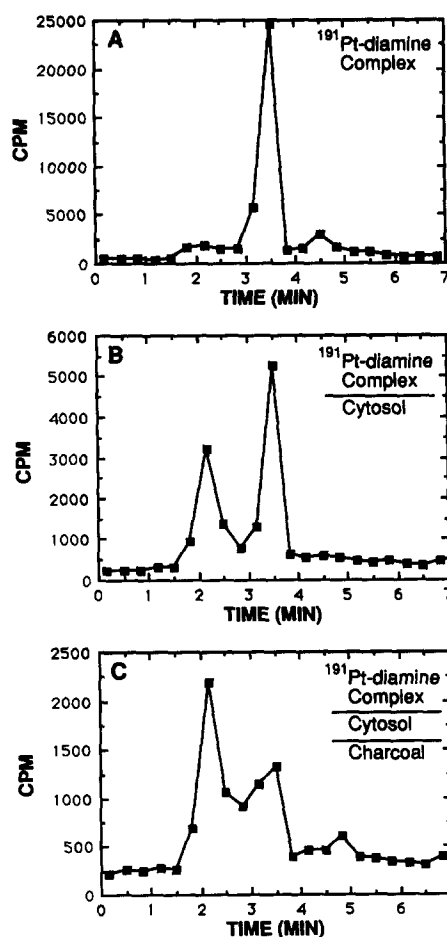 A
191Pt-diamine
Complex
25000
20000
15000
10000
5000
0
CPM
0 1 2 3 4 5 6 7
TIME (MIN)
B
191Pt-diamine
Complex
Cytosol
6000
5000
4000
3000
2000
1000
0
CPM
0 1 2 3 4 5 6 7
TIME (MIN)
C
191Pt-diamine
Complex
Cytosol
Charcoal
2500
2000
1500
1000
500
0
CPM
0 1 2 3 4 5 6 7
TIME (MIN)